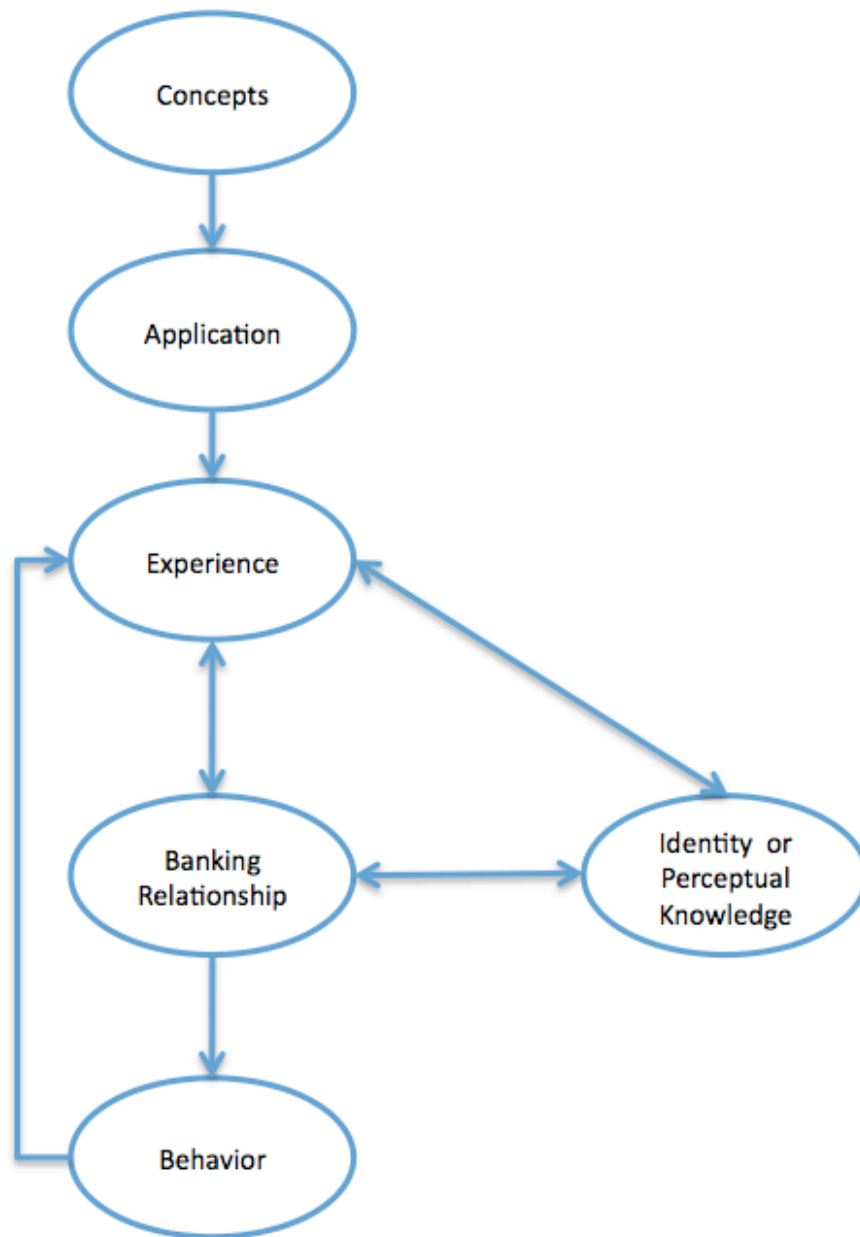 Concepts
Application
Experience
Banking
Relationship
Identity or
Perceptual
Knowledge
Behavior